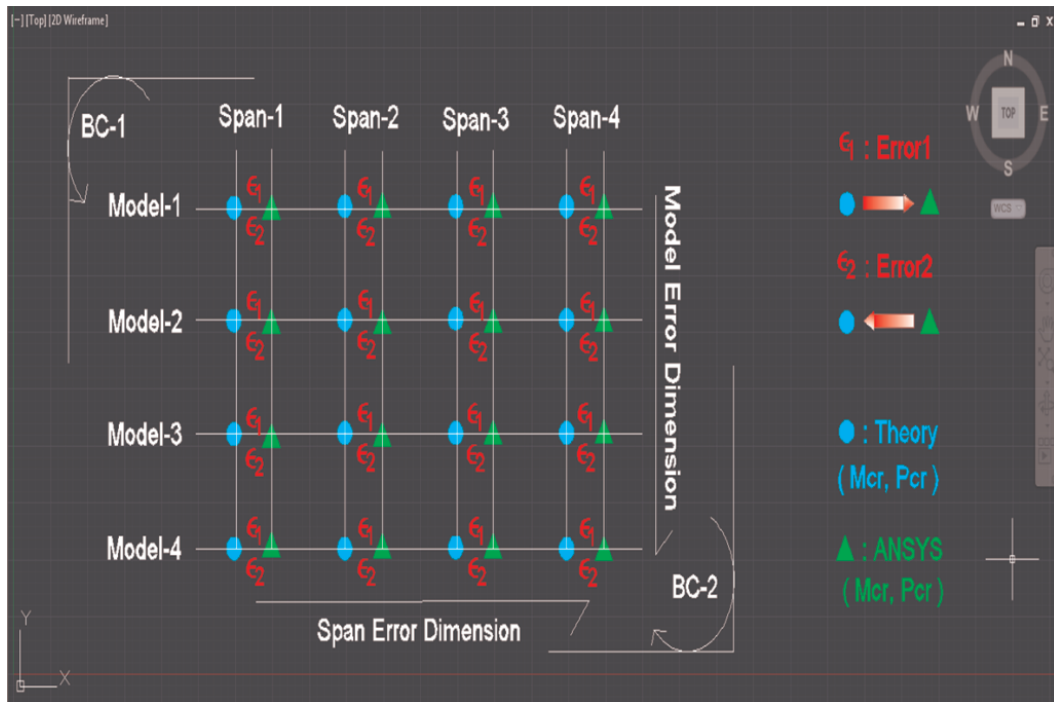 [−][Top][2D Wireframe]
N
W TOP E
S
WCS
BC-1
Span-1 Span-2 Span-3 Span-4
Model-1 ϵ1 ϵ1 ϵ1 ϵ1
ϵ2 ϵ2 ϵ2 ϵ2
Model-2 ϵ1 ϵ1 ϵ1 ϵ1
ϵ2 ϵ2 ϵ2 ϵ2
Model-3 ϵ1 ϵ1 ϵ1 ϵ1
ϵ2 ϵ2 ϵ2 ϵ2
Model-4 ϵ1 ϵ1 ϵ1 ϵ1
ϵ2 ϵ2 ϵ2 ϵ2
Model Error Dimension
BC-2
Span Error Dimension
ϵ1 : Error1
ϵ2 : Error2
: Theory
( Mcr, Pcr )
: ANSYS
( Mcr, Pcr )
Y
X